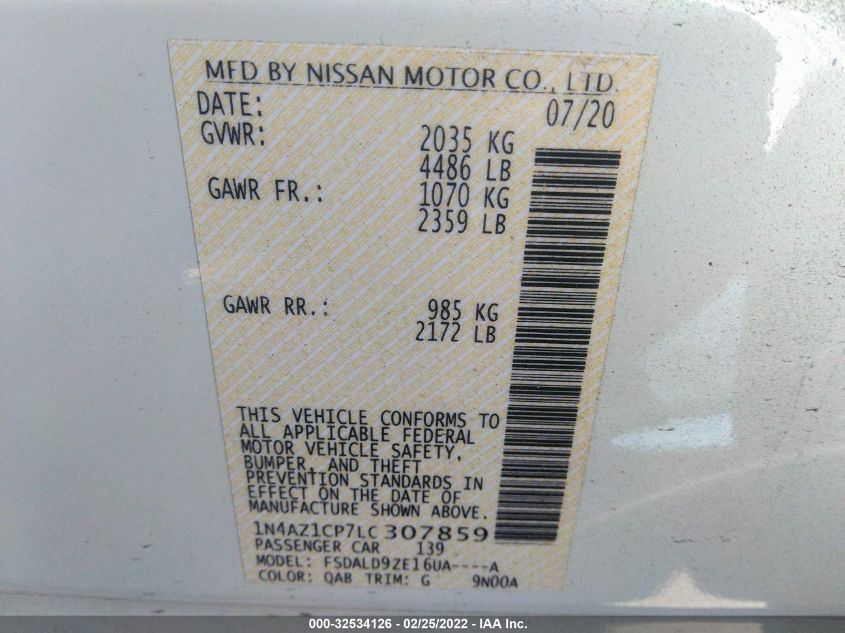 MFD BY NISSAN MOTOR CO., LTD.
DATE: 07/20
GVWR: 2035 KG
4486 LB
GAWR FR.: 1070 KG
2359 LB
GAWR RR.: 985 KG
2172 LB
THIS VEHICLE CONFORMS TO
ALL APPLICABLE FEDERAL
MOTOR VEHICLE SAFETY,
BUMPER, AND THEFT
PREVENTION STANDARDS IN
EFFECT ON THE DATE OF
MANUFACTURE SHOWN ABOVE.
1N4AZ1CP7LC307859
PASSENGER CAR 139
MODEL: FSDALD9ZE16UA----A
COLOR: QAB TRIM: G 9N00A
000-32534126 - 02/25/2022 - IAA Inc.